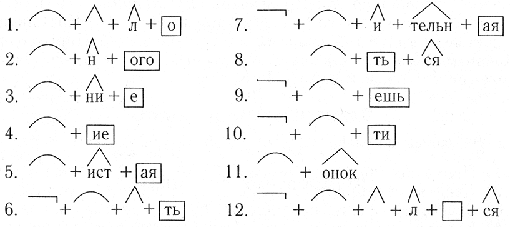 1. + + л + о
2. + н + ого
3. + ни + е
4. + ие
5. + ист + ая
6. + + + ть
7. + + и + тельн + ая
8. + ть + ся
9. + + ешь
10. + + ти
11. + онок
12. + + + л + + ся